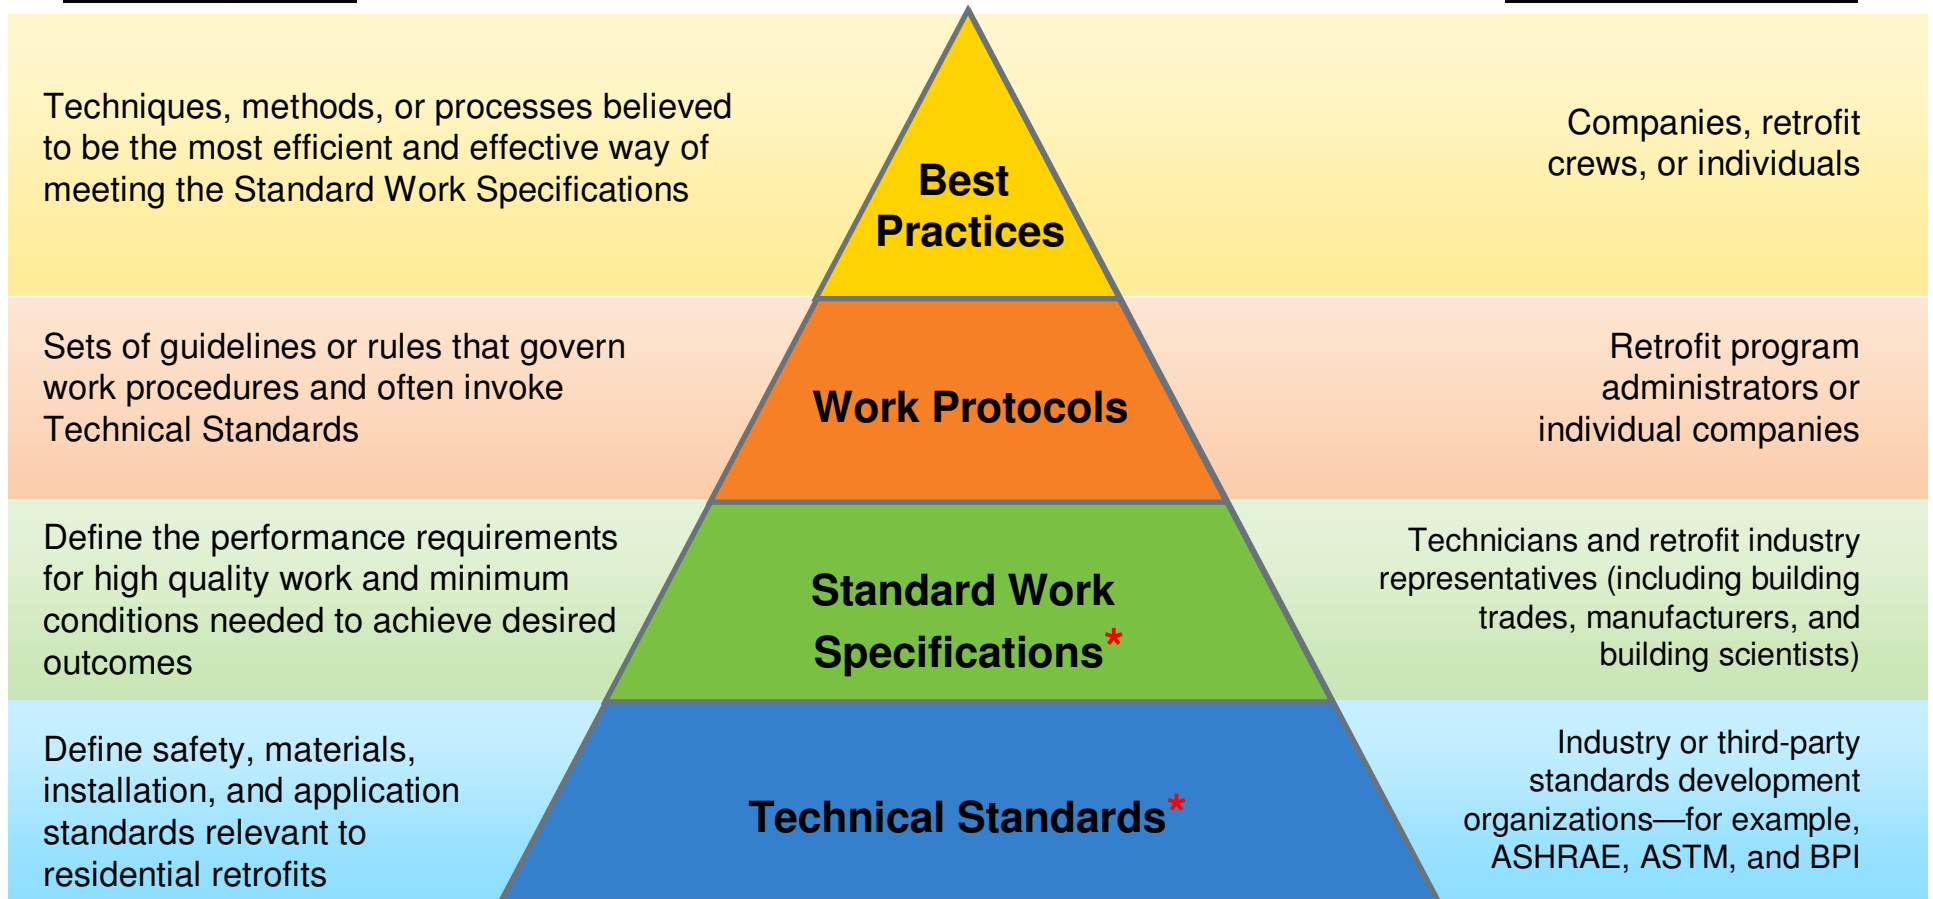 Techniques, methods, or processes believed
to be the most efficient and effective way of
meeting the Standard Work Specifications
Best
Practices
Companies, retrofit
crews, or individuals
Sets of guidelines or rules that govern
work procedures and often invoke
Technical Standards
Work Protocols
Retrofit program
administrators or
individual companies
Define the performance requirements
for high quality work and minimum
conditions needed to achieve desired
outcomes
Standard Work
Specifications*
Technicians and retrofit industry
representatives (including building
trades, manufacturers, and
building scientists)
Define safety, materials,
installation, and application
standards relevant to
residential retrofits
Technical Standards*
Industry or third-party
standards development
organizations—for example,
ASHRAE, ASTM, and BPI